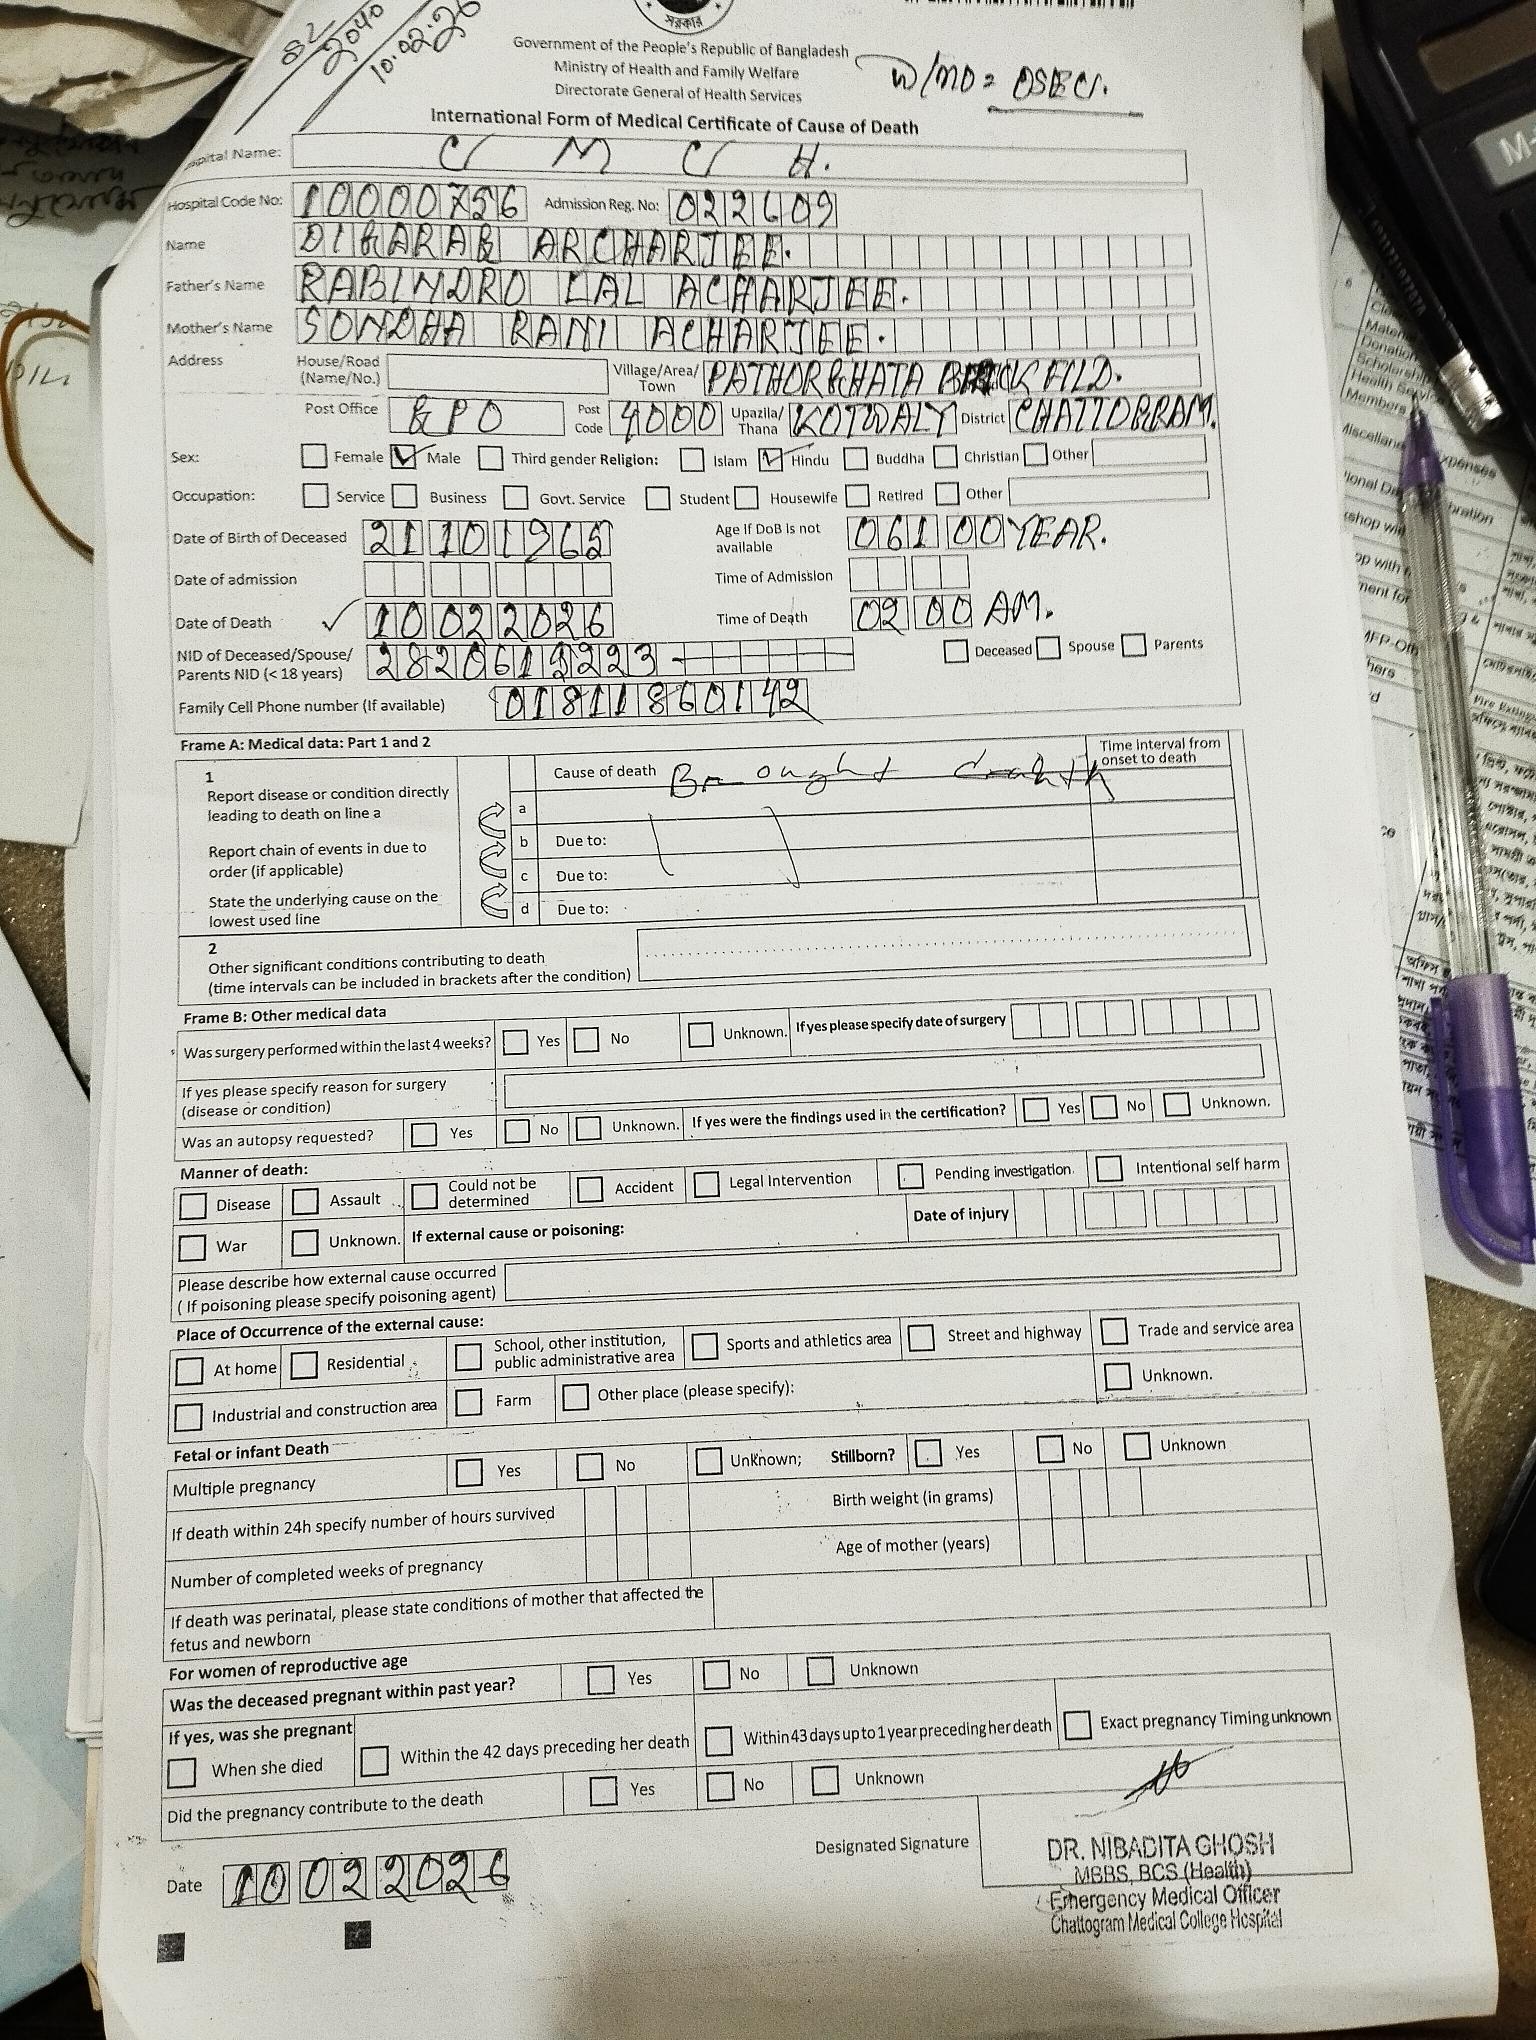 SL
2040
10.02.26
সরকার
Government of the People's Republic of Bangladesh
Ministry of Health and Family Welfare
Directorate General of Health Services
W/MO = OSEC.
International Form of Medical Certificate of Cause of Death
spital Name: C M C H.
Hospital Code No: 10000756 Admission Reg. No: 022609
Name ARCHARJEE.
Father's Name RABINDRO LAL ACHARJEE.
Mother's Name SONDHA RANI ACHARJEE.
Address House/Road (Name/No.) Village/Area/Town PATHORGHATA BRICK FILD.
Post Office GPO Post Code 4000 Upazila/Thana KOTWALY District CHATTOGRAM.
Sex: Female Male Third gender Religion: Islam Hindu Buddha Christian Other
Occupation: Service Business Govt. Service Student Housewife Retired Other
Date of Birth of Deceased 21 10 1965 Age If DoB is not available 061 00 YEAR.
Date of admission Time of Admission
Date of Death 10 02 2026 Time of Death 02 00 AM.
NID of Deceased/Spouse/Parents NID (< 18 years) Deceased Spouse Parents
Family Cell Phone number (If available) 01811860142
Frame A: Medical data: Part 1 and 2
1 Cause of death Brought death Time interval from onset to death
Report disease or condition directly leading to death on line a
a
b Due to:
Report chain of events in due to order (if applicable)
c Due to:
State the underlying cause on the lowest used line
d Due to:
2
Other significant conditions contributing to death
(time intervals can be included in brackets after the condition)
Frame B: Other medical data
Was surgery performed within the last 4 weeks? Yes No Unknown. If yes please specify date of surgery
If yes please specify reason for surgery
(disease or condition)
Was an autopsy requested? Yes No Unknown. If yes were the findings used in the certification? Yes No Unknown.
Manner of death:
Disease Assault Could not be determined Accident Legal Intervention Pending investigation. Intentional self harm
War Unknown. If external cause or poisoning: Date of injury
Please describe how external cause occurred
( If poisoning please specify poisoning agent)
Place of Occurrence of the external cause:
At home Residential School, other institution, public administrative area Sports and athletics area Street and highway Trade and service area
Industrial and construction area Farm Other place (please specify): Unknown.
Fetal or infant Death
Multiple pregnancy Yes No Unknown; Stillborn? Yes No Unknown
If death within 24h specify number of hours survived Birth weight (in grams)
Number of completed weeks of pregnancy Age of mother (years)
If death was perinatal, please state conditions of mother that affected the
fetus and newborn
For women of reproductive age
Was the deceased pregnant within past year? Yes No Unknown
If yes, was she pregnant
When she died Within the 42 days preceding her death Within 43 days up to 1 year preceding her death Exact pregnancy Timing unknown
Did the pregnancy contribute to the death Yes No Unknown
Designated Signature
DR. NIBADITA GHOSH
MBBS, BCS (Health)
Emergency Medical Officer
Chattogram Medical College Hospital
Date 10 02 2026